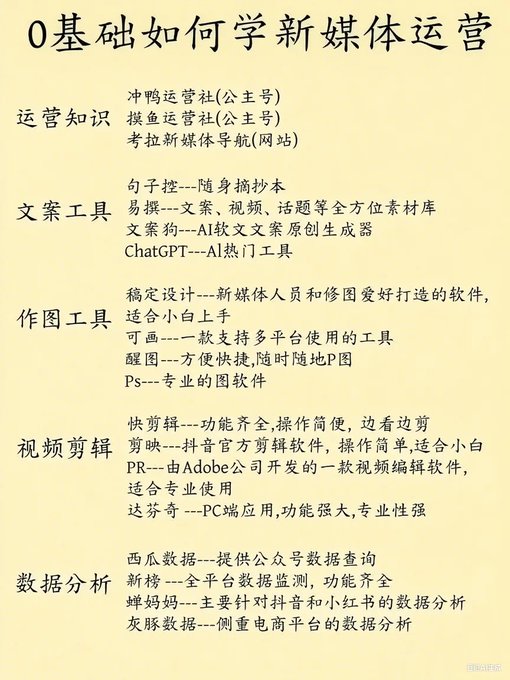 0基础如何学新媒体运营
运营知识
冲鸭运营社(公主号)
摸鱼运营社(公主号)
考拉新媒体导航(网站)
文案工具
句子控---随身摘抄本
易撰---文案、视频、话题等全方位素材库
文案狗---AI软文文案原创生成器
ChatGPT---Al热门工具
作图工具
稿定设计---新媒体人员和修图爱好打造的软件,
适合小白上手
可画---一款支持多平台使用的工具
醒图---方便快捷,随时随地P图
Ps---专业的图软件
视频剪辑
快剪辑---功能齐全,操作简便，边看边剪
剪映---抖音官方剪辑软件，操作简单,适合小白
PR---由Adobe公司开发的一款视频编辑软件,
适合专业使用
达芬奇 ---PC端应用,功能强大,专业性强
数据分析
西瓜数据---提供公众号数据查询
新榜 ---全平台数据监测，功能齐全
蝉妈妈---主要针对抖音和小红书的数据分析
灰豚数据---侧重电商平台的数据分析